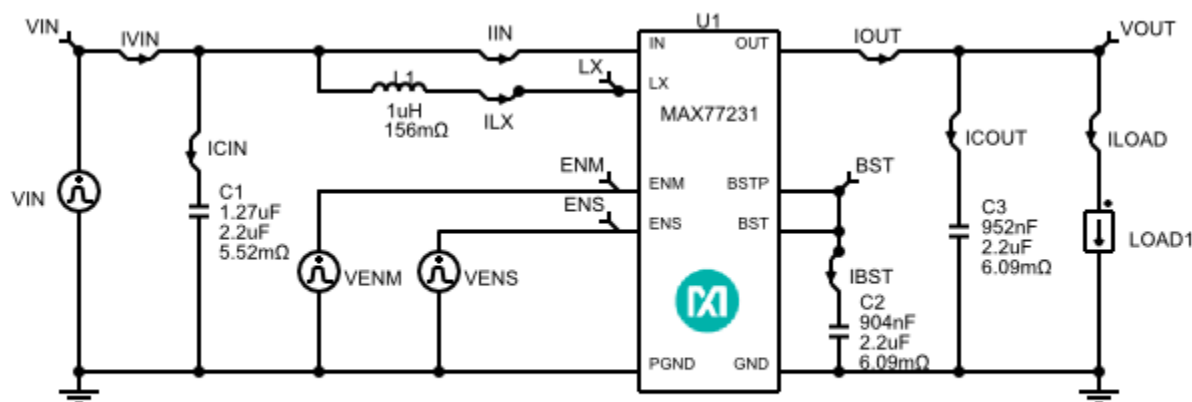 U1
VIN
IVIN
IIN
IN
OUT
IOUT
VOUT
L1
LX
LX
1uH
156mΩ
ILX
MAX77231
ICIN
ICOUT
ILOAD
ENM
ENM
BSTP
BST
VIN
C1
1.27uF
2.2uF
5.52mΩ
ENS
ENS
BST
C3
952nF
2.2uF
6.09mΩ
LOAD1
VENM
VENS
IBST
C2
904nF
2.2uF
6.09mΩ
PGND
GND